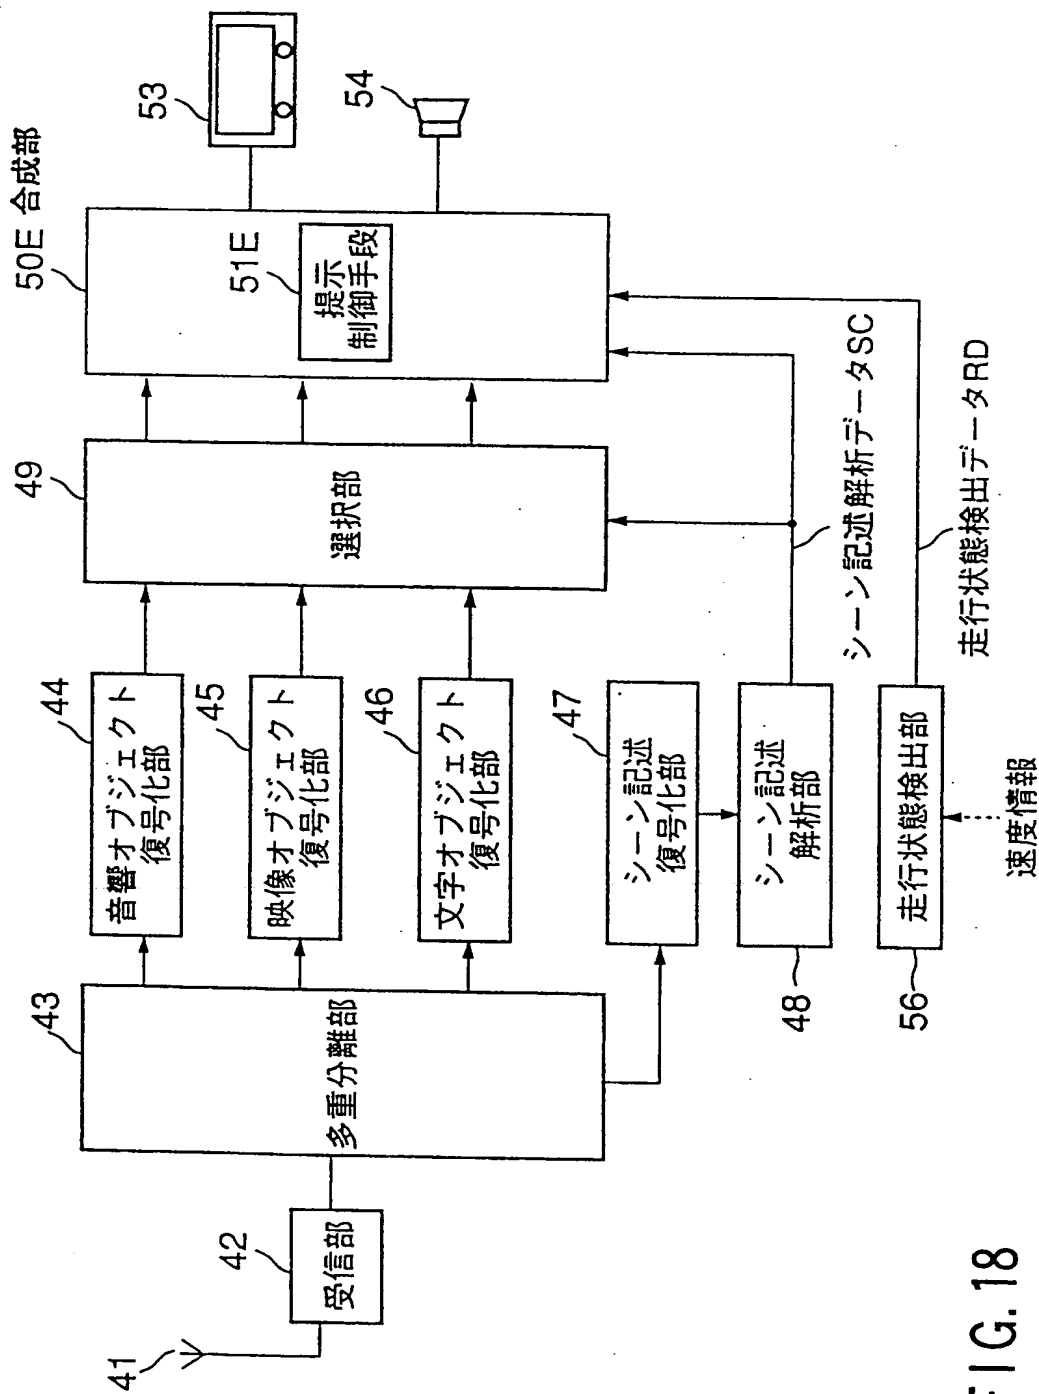 41
42
受信部
43
多重分離部
44
音響オブジェクト
復号化部
45
映像オブジェクト
復号化部
46
文字オブジェクト
復号化部
47
シーン記述
復号化部
48
シーン記述
解析部
56
走行状態検出部
速度情報
49
選択部
シーン記述解析データSC
走行状態検出データRD
50E 合成部
51E
提示
制御手段
53
54
FIG. 18